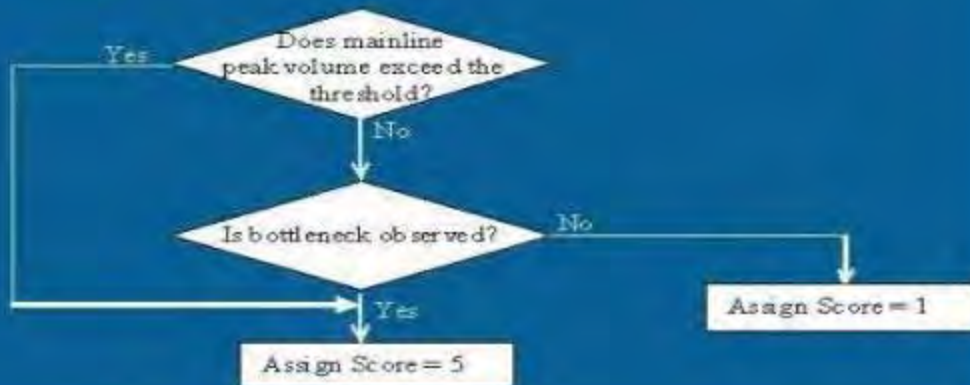 Does mainline
Yes
peak volume exceed the
threshold?
No
Is bottleneck observed?
No
Yes
Assign Score = 1
Assign Score = 5